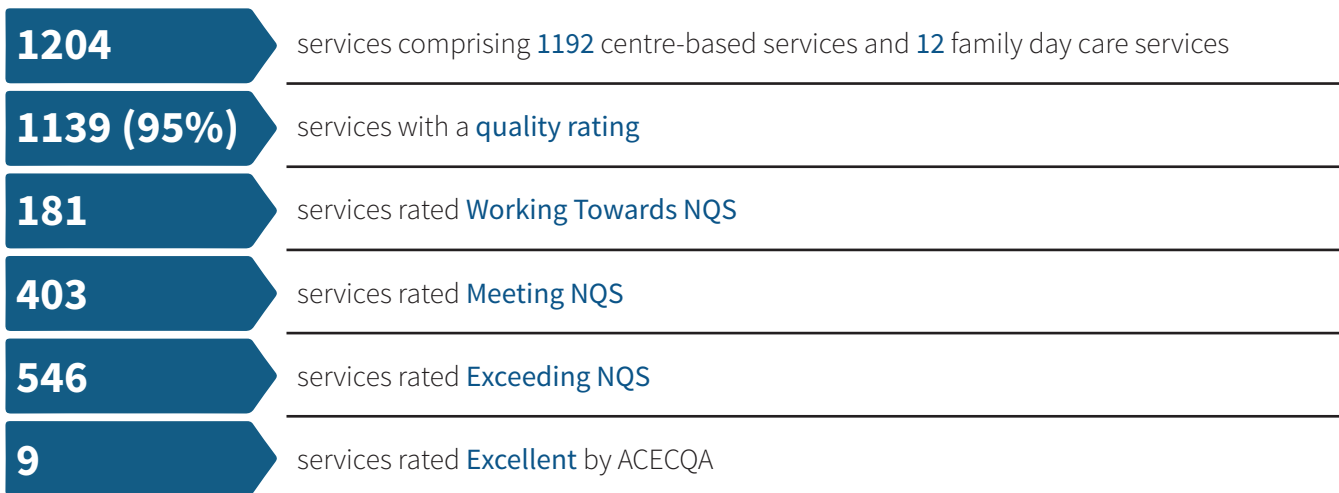 1204 services comprising 1192 centre-based services and 12 family day care services
1139 (95%) services with a quality rating
181 services rated Working Towards NQS
403 services rated Meeting NQS
546 services rated Exceeding NQS
9 services rated Excellent by ACECQA